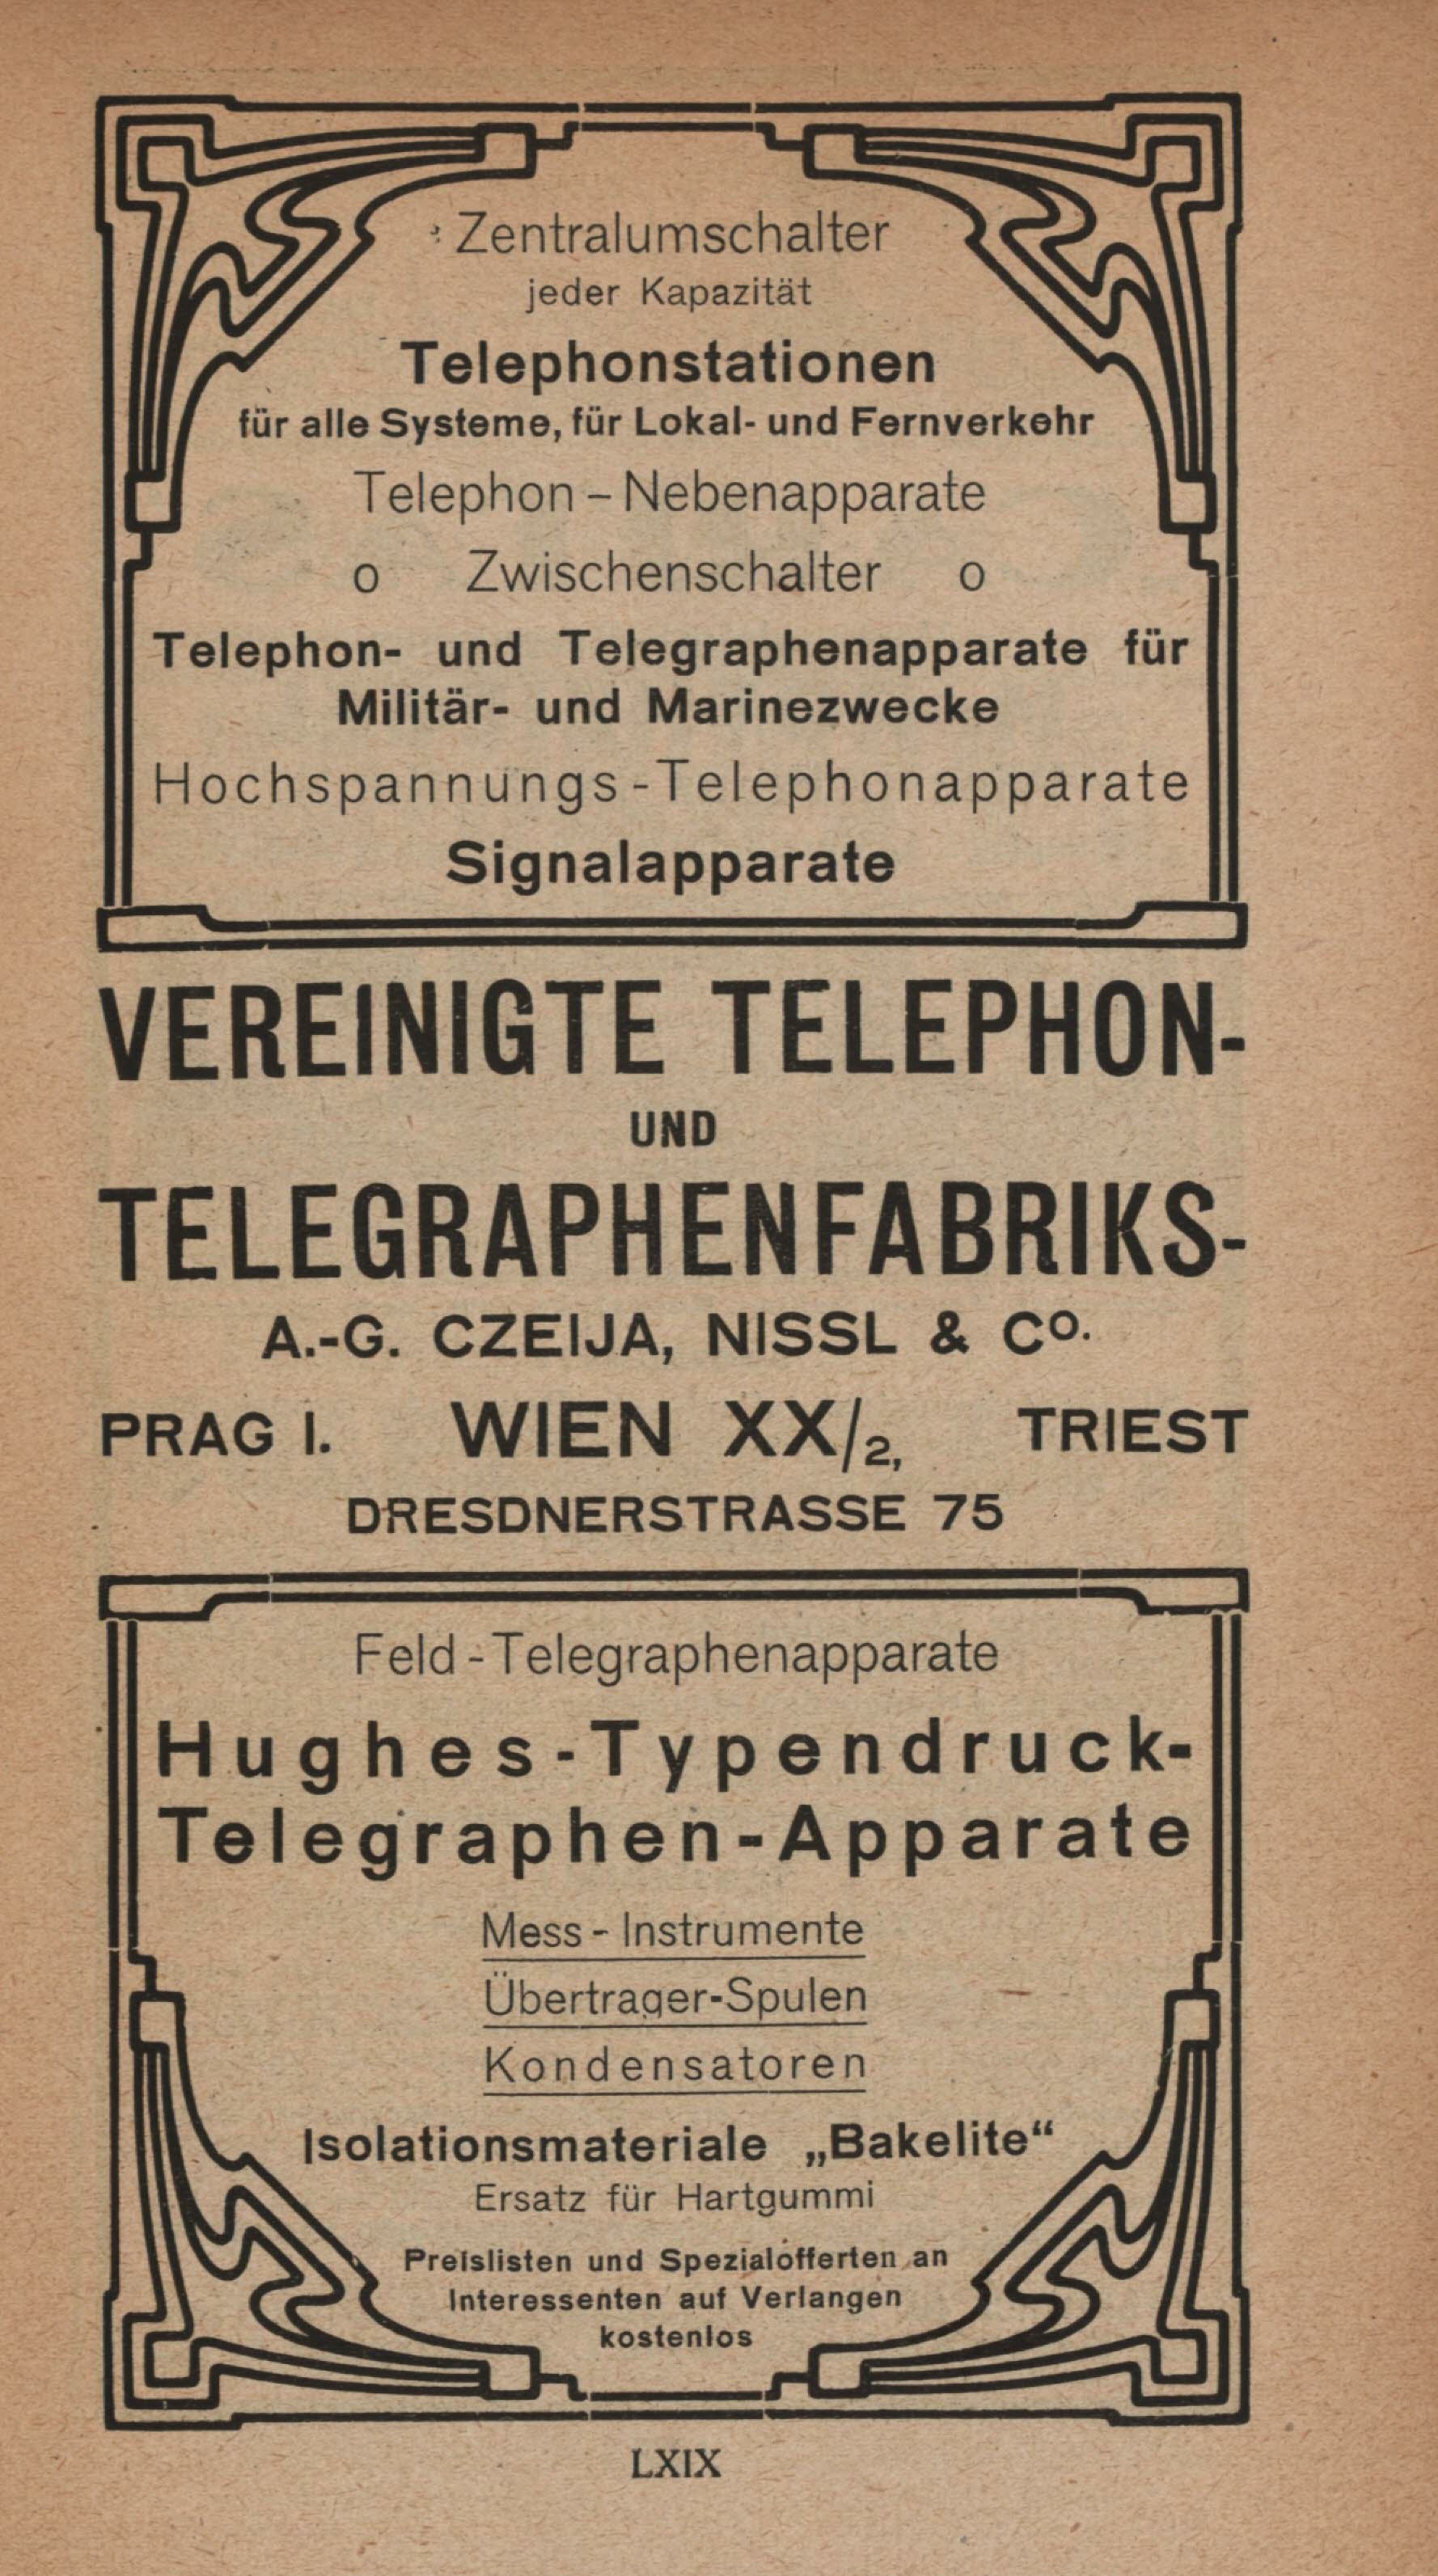 Zentralumschalter
jeder Kapazität
Telephonstationen
für alle Systeme, für Lokal- und Fernverkehr
Telephon – Nebenapparate
o Zwischenschalter o
Telephon- und Telegraphenapparate für
Militär- und Marinezwecke
Hochspannungs-Telephonapparate
Signalapparate
VEREINIGTE TELEPHON-
UND
TELEGRAPHENFABRIKS-
A.-G. CZEIJA, NISSL & Co.
PRAG I. WIEN XX/2, TRIEST
DRESDNERSTRASSE 75
Feld-Telegraphenapparate
Hughes-Typendruck-
Telegraphen-Apparate
Mess-Instrumente
Übertrager-Spulen
Kondensatoren
Isolationsmateriale „Bakelite“
Ersatz für Hartgummi
Preislisten und Spezialofferten an
Interessenten auf Verlangen
kostenlos
LXIX